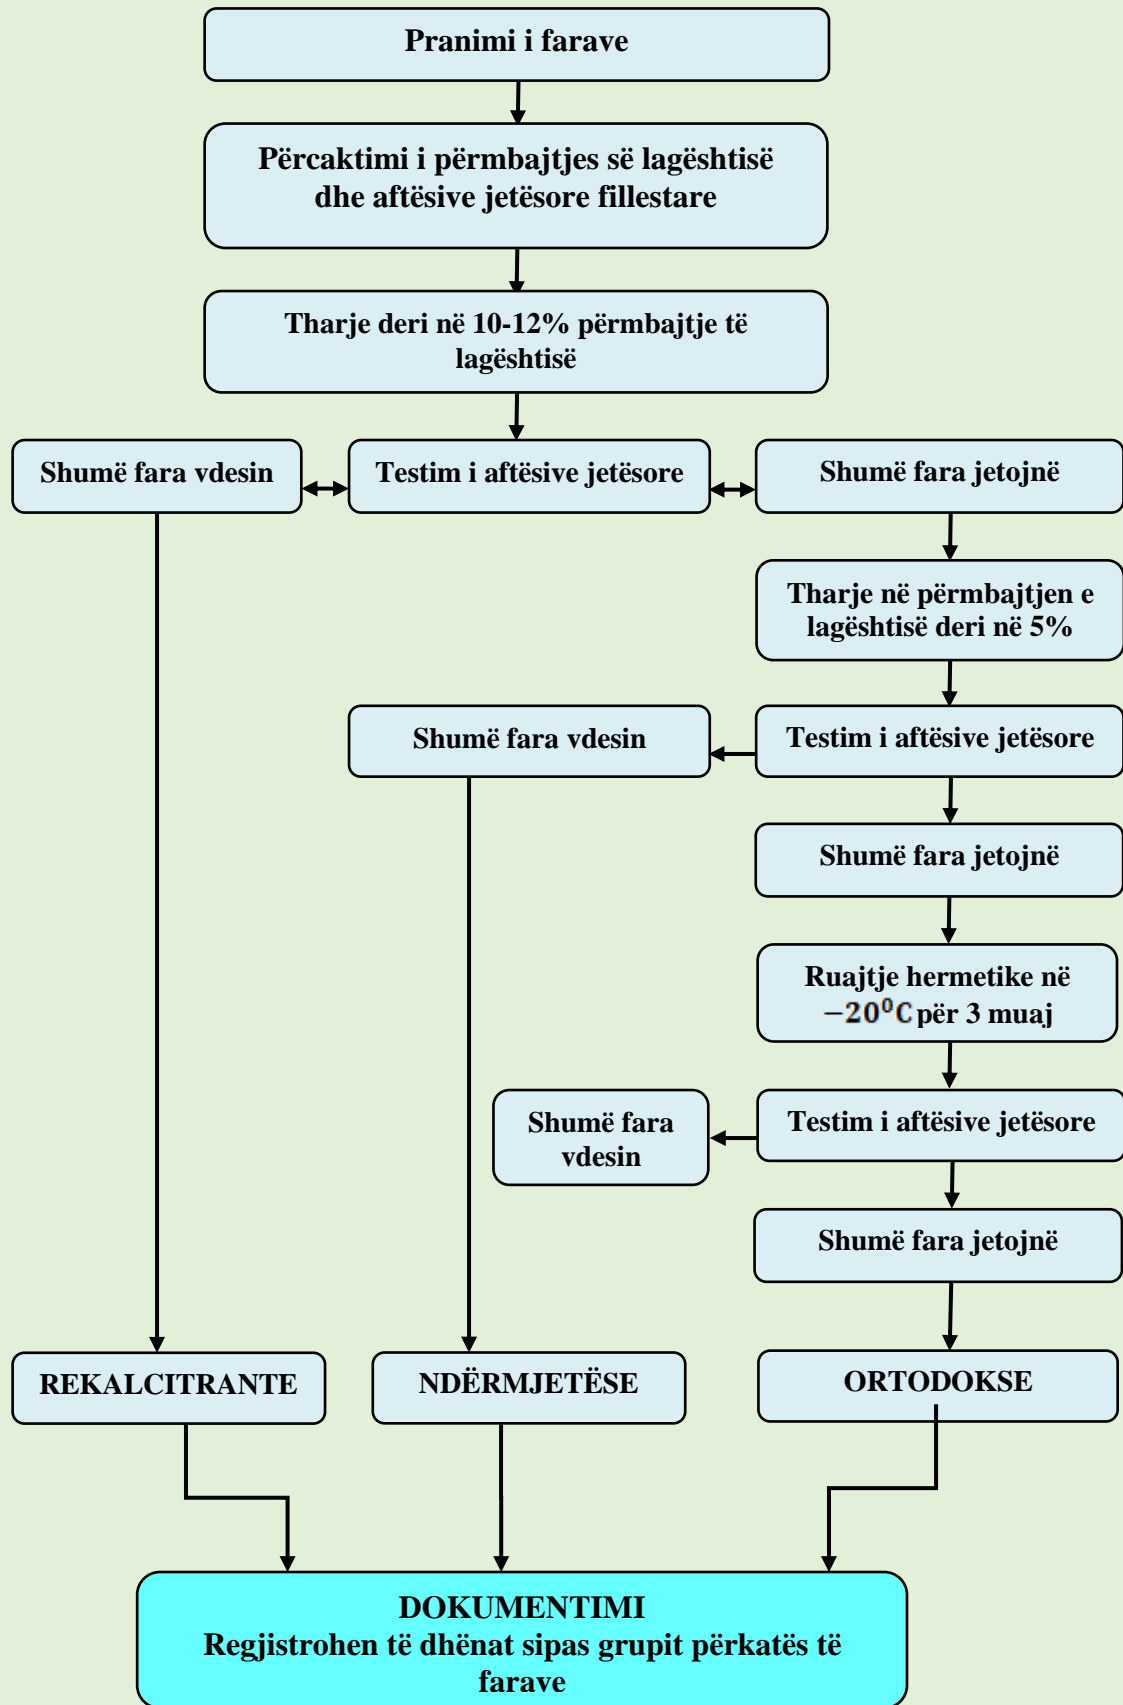 Pranimi i farave
Përcaktimi i përmbajtjes së lagështisë
dhe aftësive jetësore fillestare
Tharje deri në 10-12% përmbajtje të
lagështisë
Shumë fara vdesin
Testim i aftësive jetësore
Shumë fara jetojnë
Tharje në përmbajtjen e
lagështisë deri në 5%
Shumë fara vdesin
Testim i aftësive jetësore
Shumë fara jetojnë
Ruajtje hermetike në
−20⁰C për 3 muaj
Shumë fara
vdesin
Testim i aftësive jetësore
Shumë fara jetojnë
REKALCITRANTE
NDËRMJETËSE
ORTODOKSE
DOKUMENTIMI
Regjistrohen të dhënat sipas grupit përkatës të
farave